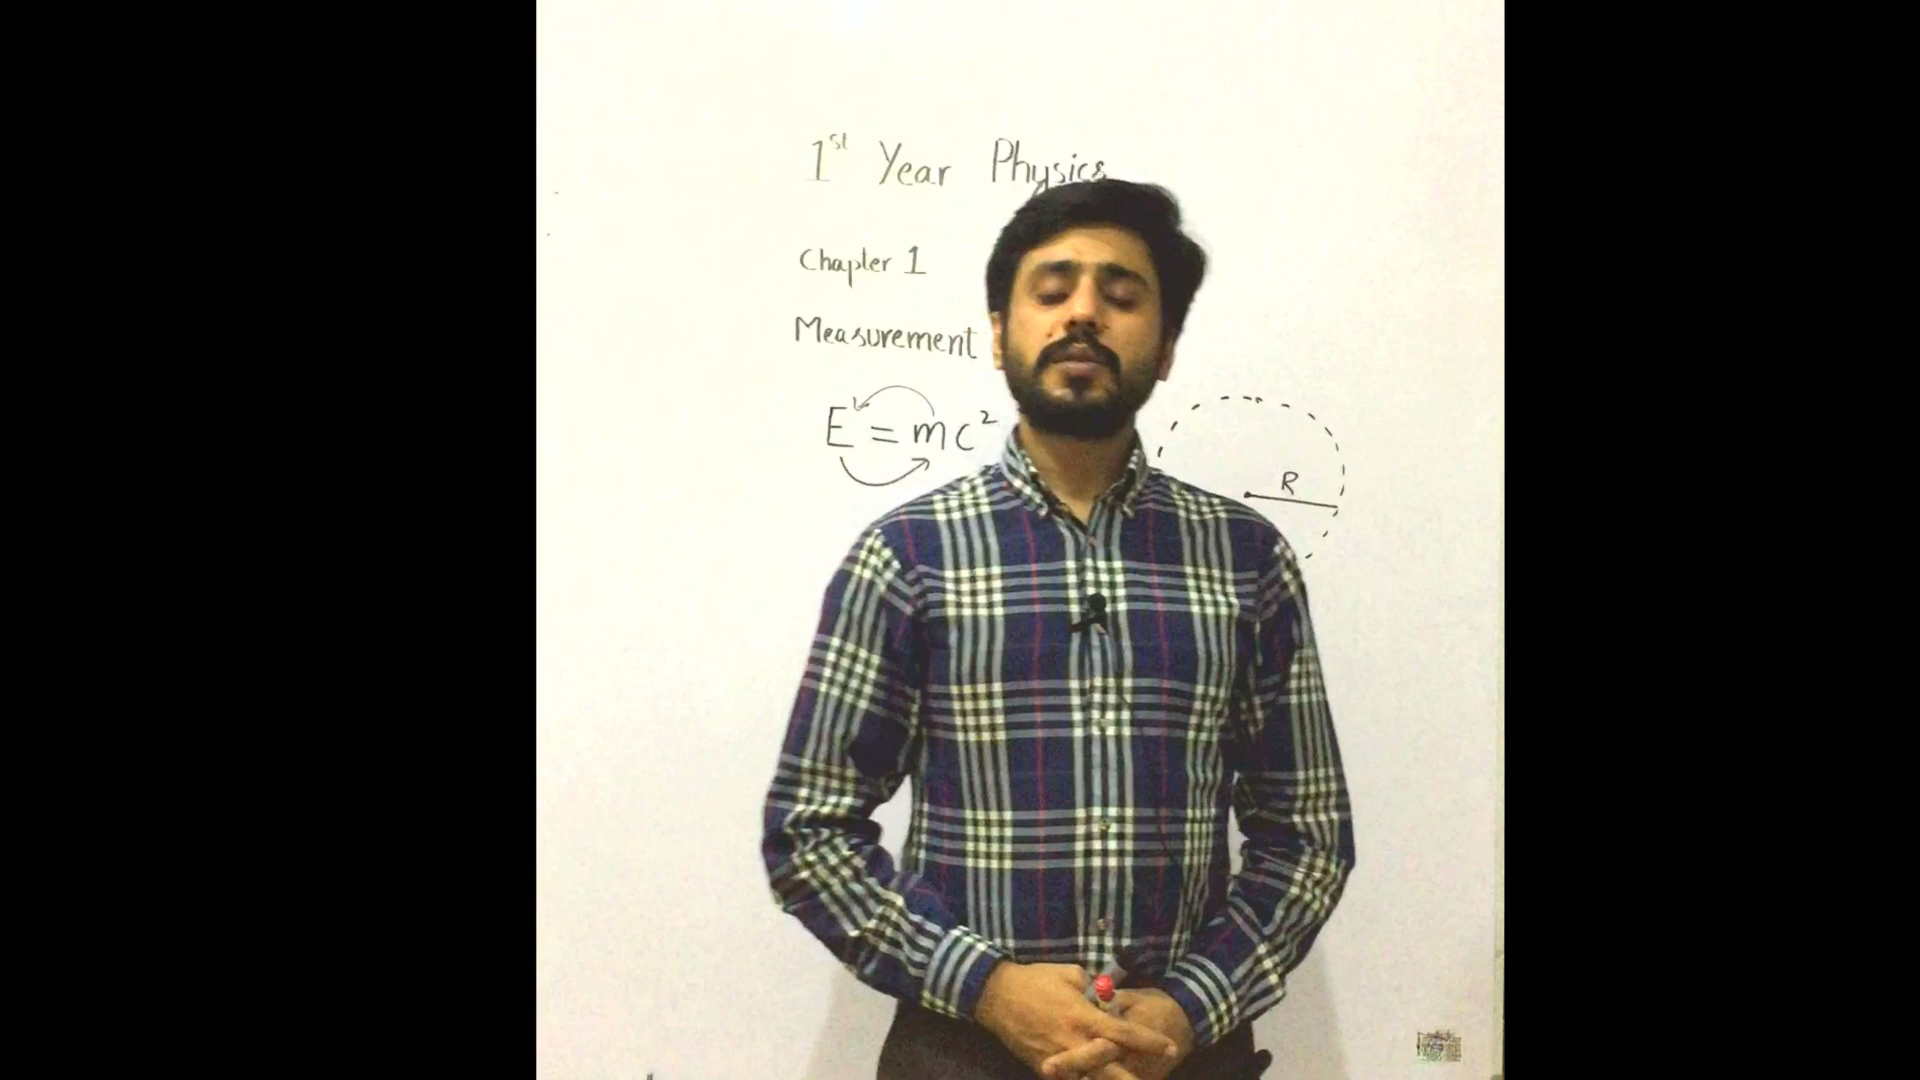 1st Year Physics
Chapter 1
Measurement
E = mc²
R